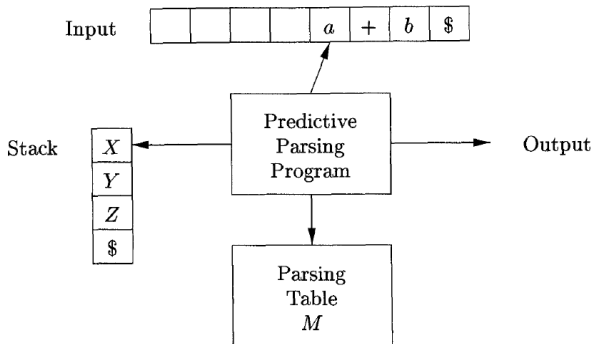 Input a + b $
Predictive
Parsing
Program
Stack
X
Y
Z
$
Output
Parsing
Table
M